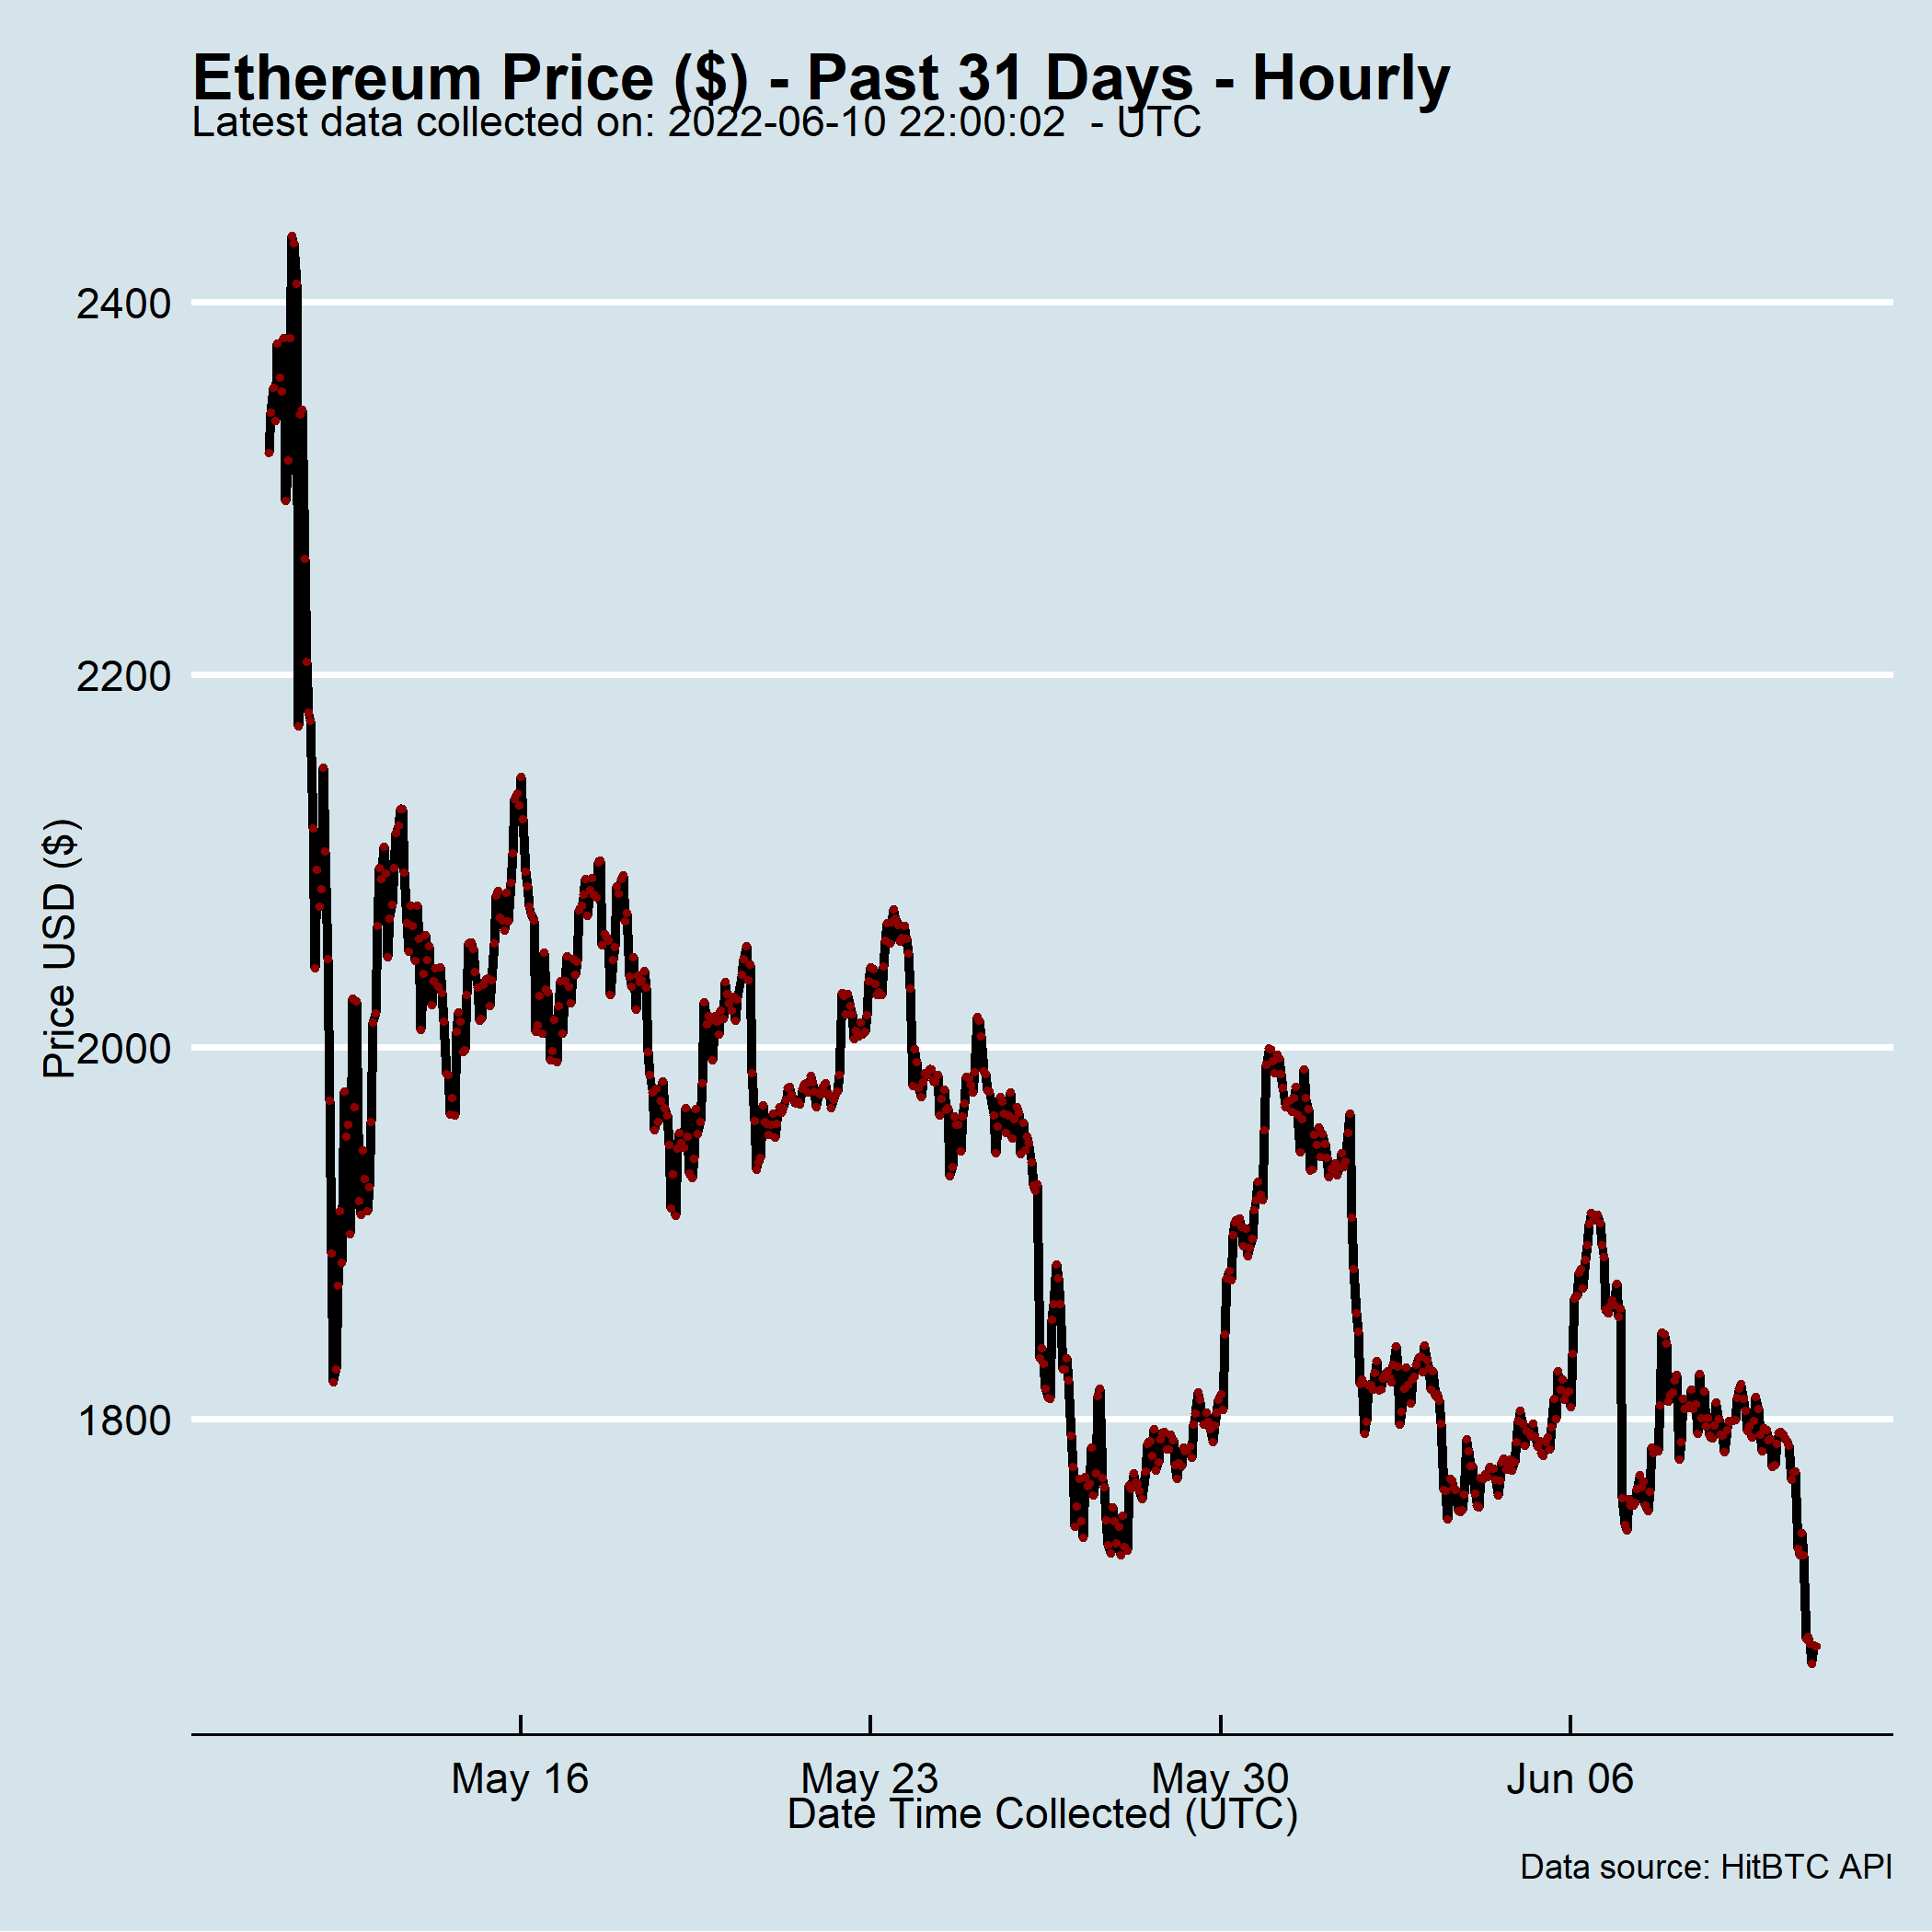 Ethereum Price ($) - Past 31 Days - Hourly
Latest data collected on: 2022-06-10 22:00:02  - UTC
2400
2200
2000
1800
Price USD ($)
May 16
May 23
May 30
Jun 06
Date Time Collected (UTC)
Data source: HitBTC API